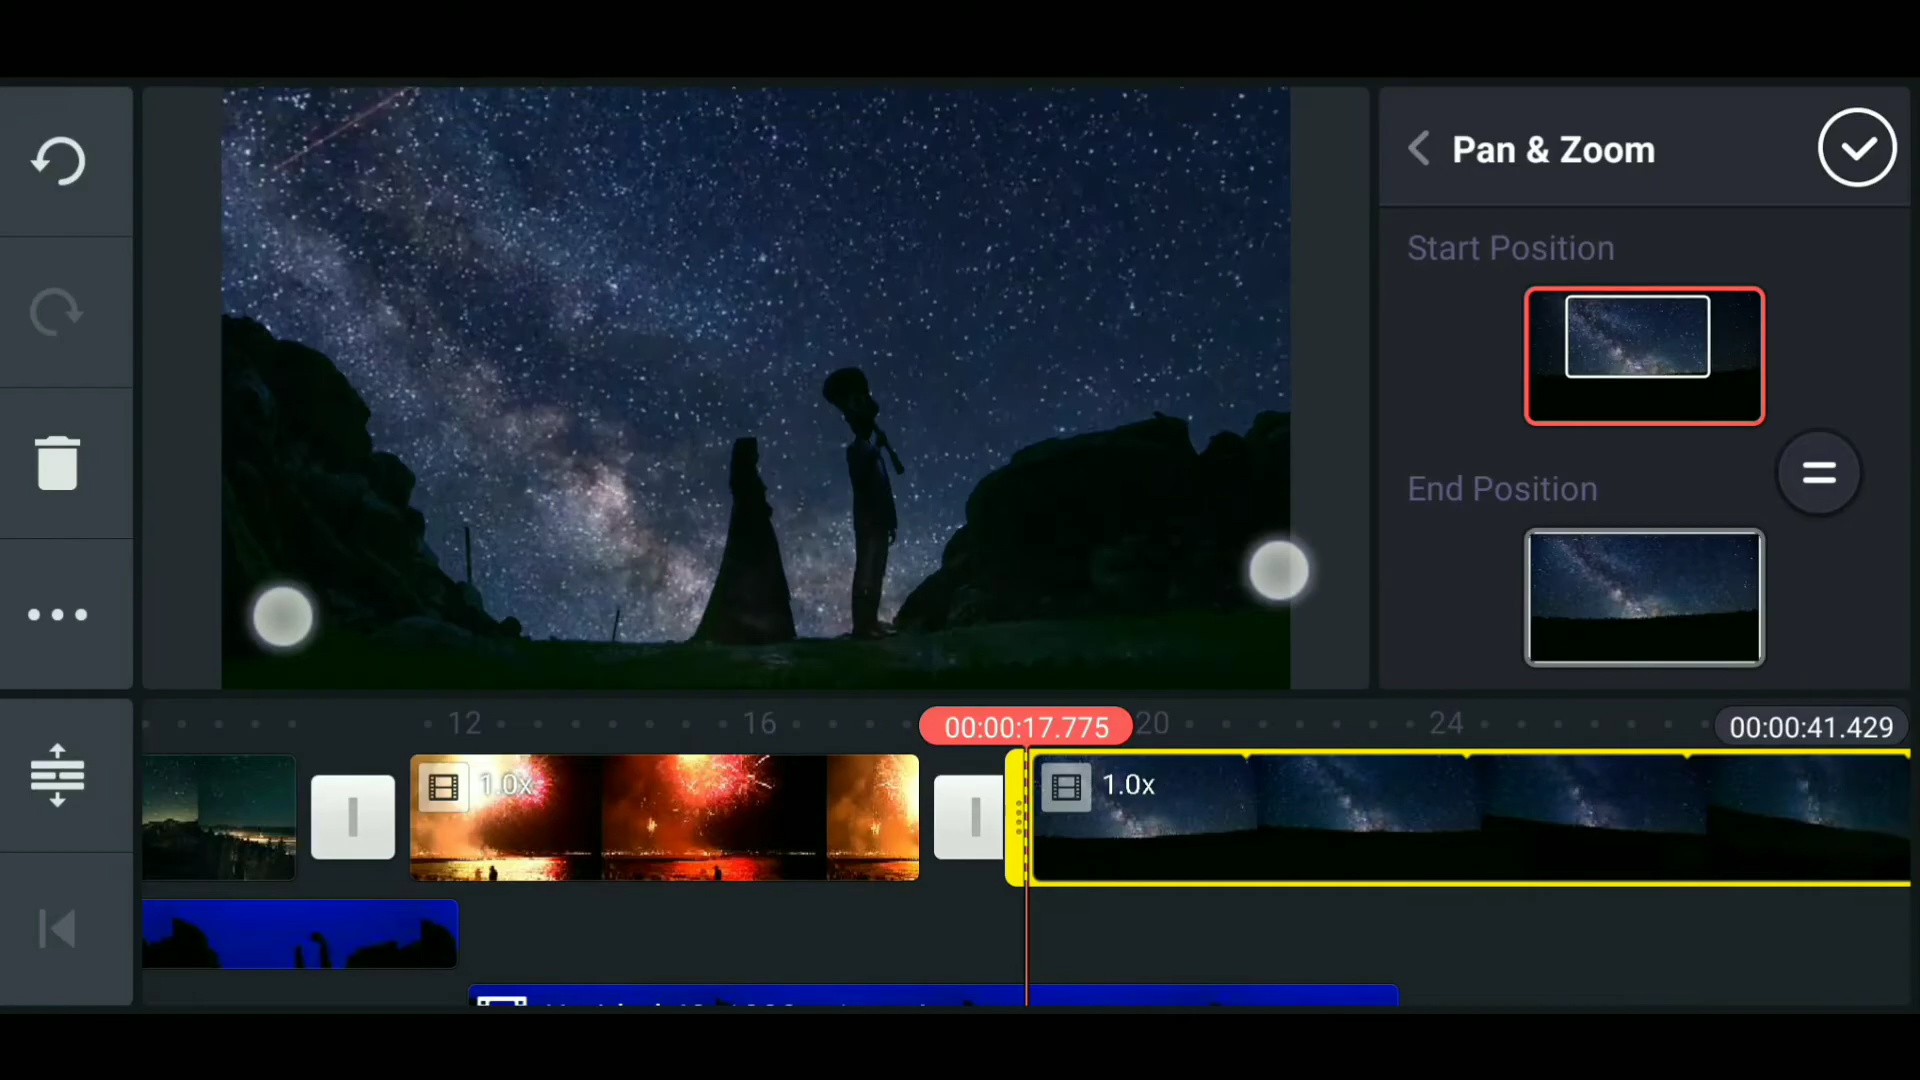 Pan & Zoom
Start Position
End Position
12
16
00:00:17.775
20
24
00:00:41.429
1.0x
1.0x